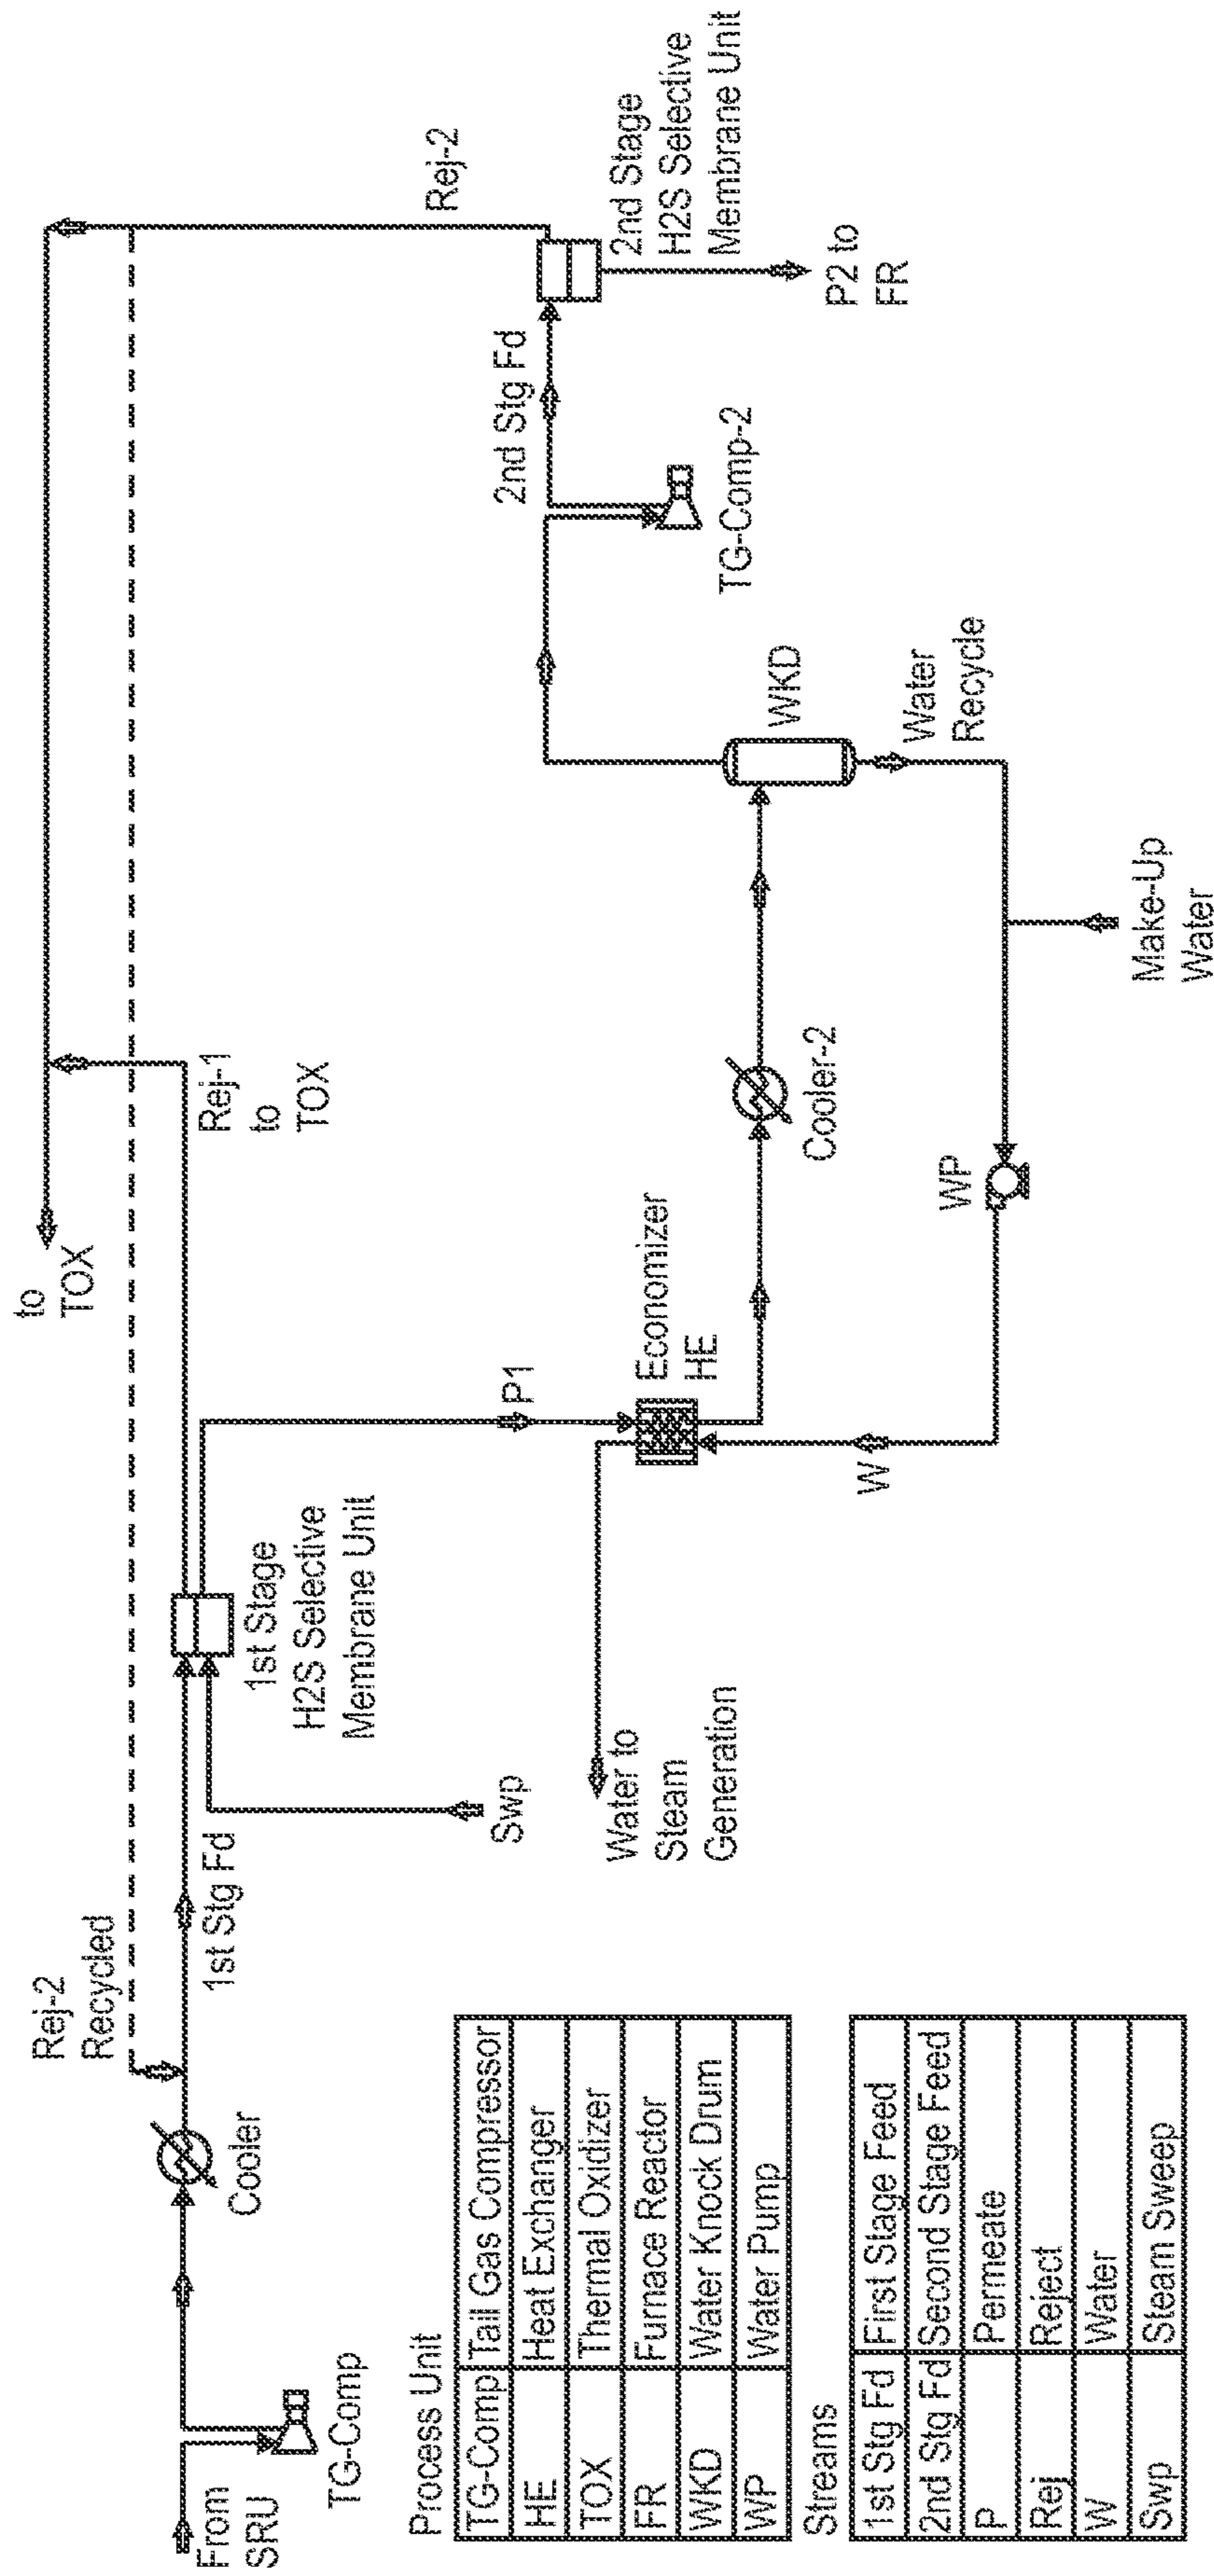 to
TOX
Rej-2
Recycled
Rej-1
to
TOX
Rej-2
From
SRU
TG-Comp
Cooler
1st Stg Fd
Swp
1st Stage
H2S Selective
Membrane Unit
P1
Economizer
HE
Water to
Steam
Generation
W
Cooler-2
WP
WKD
Water
Recycle
Make-Up
Water
TG-Comp-2
2nd Stg Fd
2nd Stage
H2S Selective
Membrane Unit
P2 to
FR
Process Unit
TG-Comp Tail Gas Compressor
HE Heat Exchanger
TOX Thermal Oxidizer
FR Furnace Reactor
WKD Water Knock Drum
WP Water Pump
Streams
1st Stg Fd First Stage Feed
2nd Stg Fd Second Stage Feed
P Permeate
Rej Reject
W Water
Swp Steam Sweep